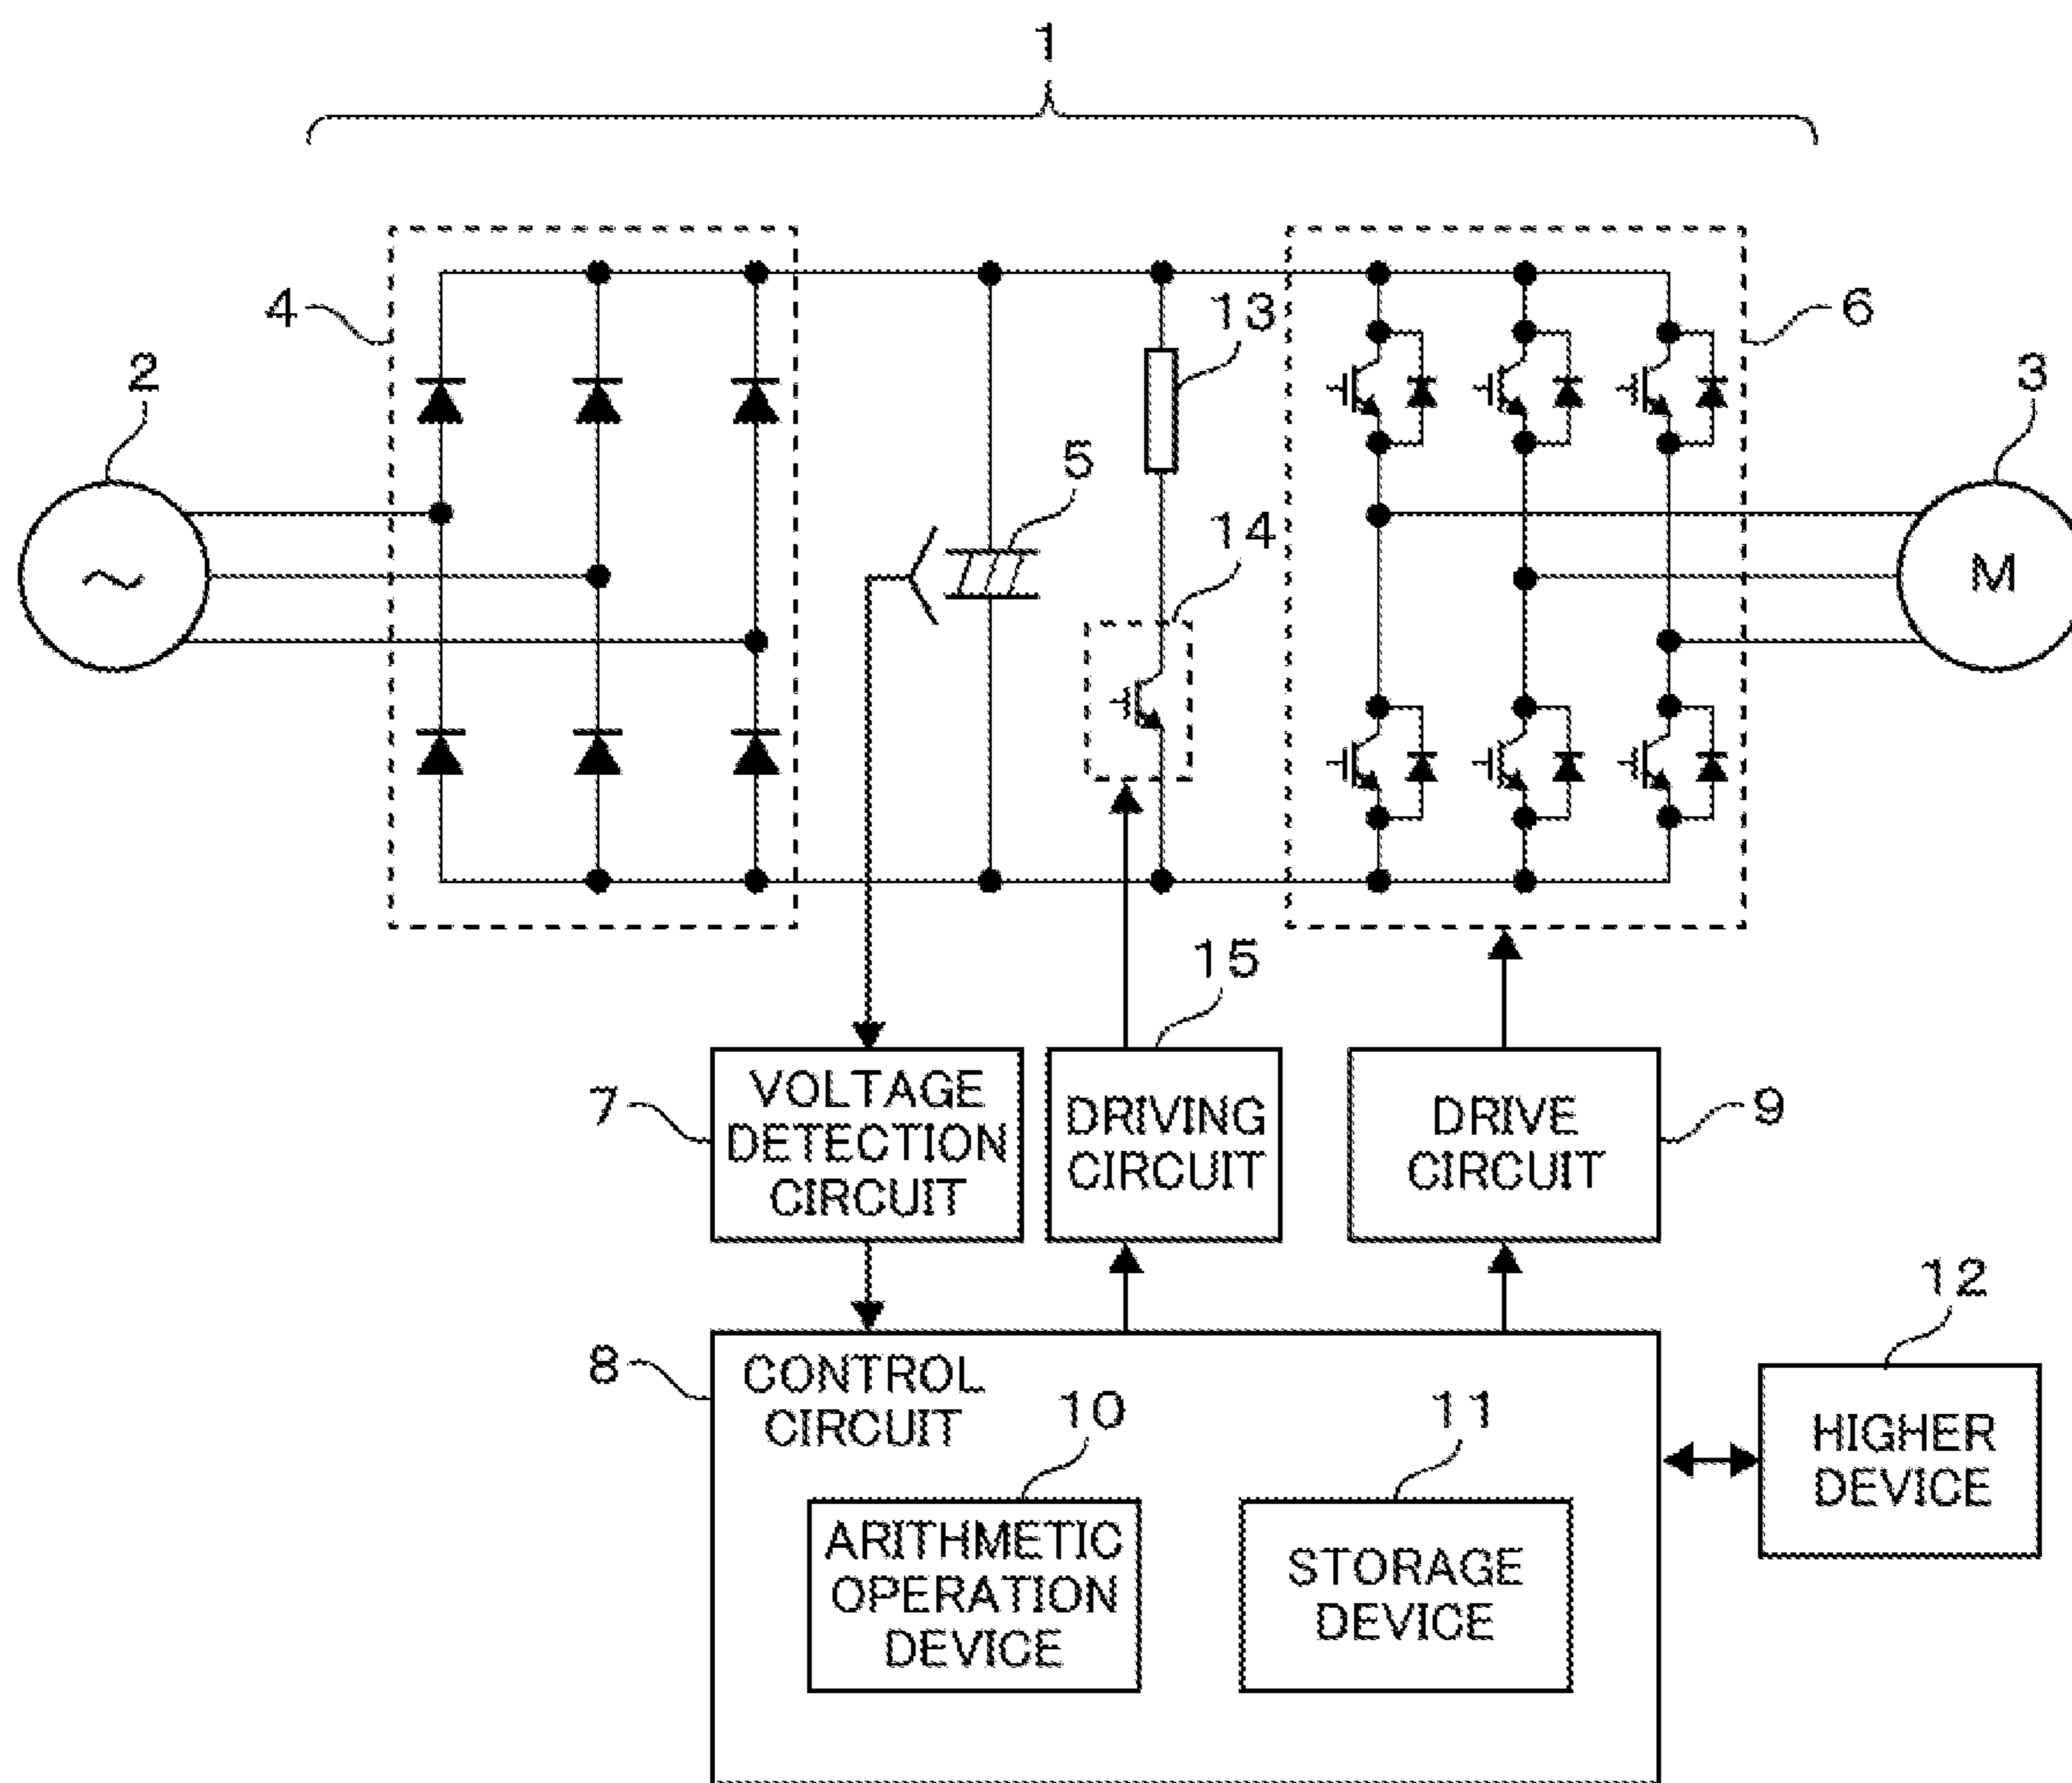 1
4
13
6
2
3
5
14
~
M
15
7
VOLTAGE
DETECTION
CIRCUIT
DRIVING
CIRCUIT
DRIVE
CIRCUIT
9
12
8
CONTROL
CIRCUIT
10
11
HIGHER
DEVICE
ARITHMETIC
OPERATION
DEVICE
STORAGE
DEVICE